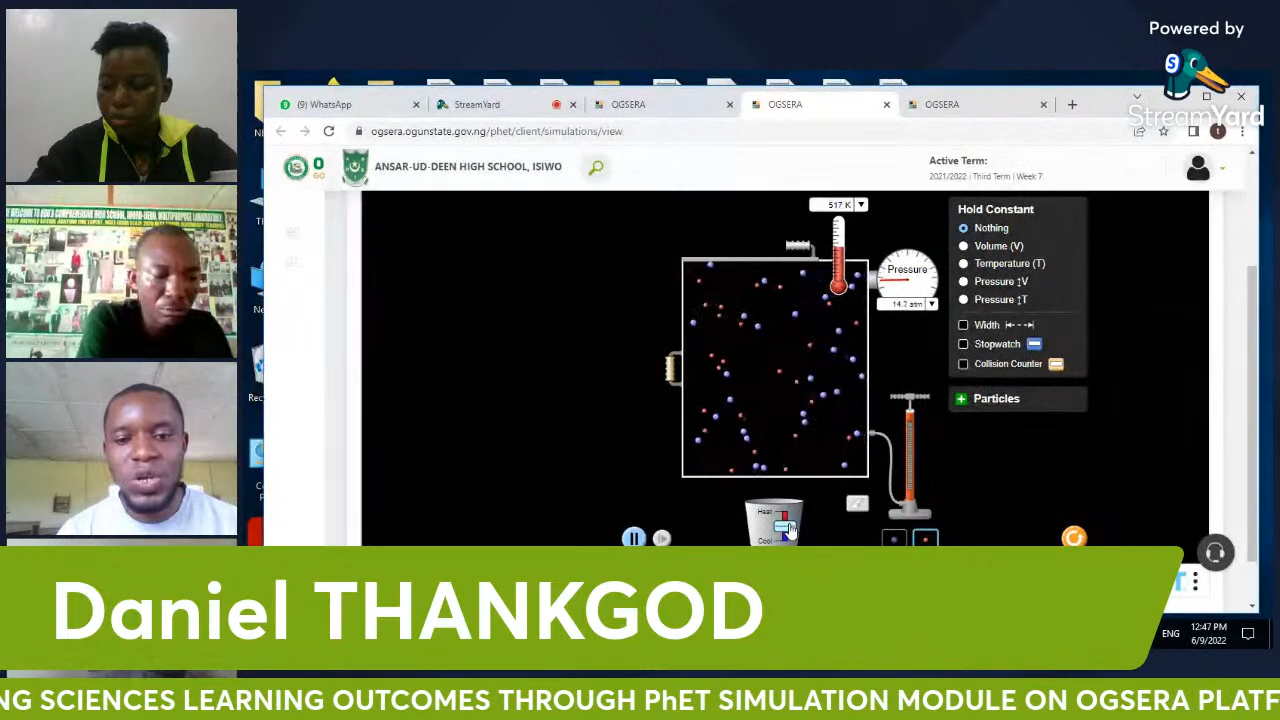 Powered by
StreamYard
(9) WhatsApp
StreamYard
OGSERA
OGSERA
OGSERA
ogsera.ogunstate.gov.ng/phet/client/simulations/view
ANSAR-UD-DEEN HIGH SCHOOL, ISIWO
Active Term:
2021/2022 | Third Term | Week 7
517 K
Pressure
14.2 atm
Hold Constant
Nothing
Volume (V)
Temperature (T)
Pressure ↕V
Pressure ↕T
Width
Stopwatch
Collision Counter
Particles
Heat
Cool
Daniel THANKGOD
ENG
12:47 PM
6/9/2022
NG SCIENCES LEARNING OUTCOMES THROUGH PhET SIMULATION MODULE ON OGSERA PLATF